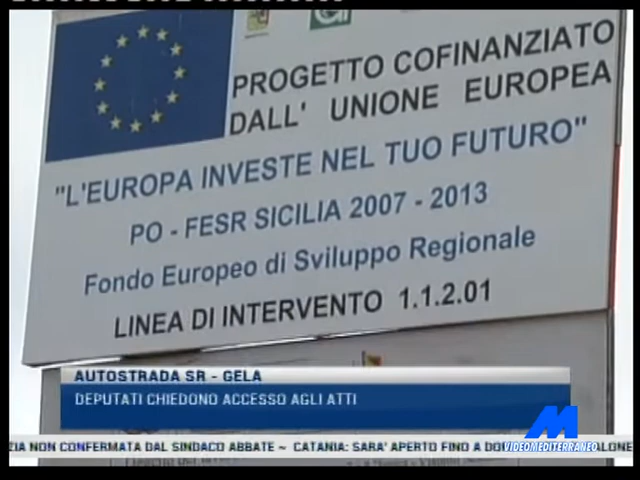 PROGETTO COFINANZIATO
DALL' UNIONE EUROPEA
"L'EUROPA INVESTE NEL TUO FUTURO"
PO - FESR SICILIA 2007 - 2013
Fondo Europeo di Sviluppo Regionale
LINEA DI INTERVENTO 1.1.2.01
AUTOSTRADA SR - GELA
DEPUTATI CHIEDONO ACCESSO AGLI ATTI
M
VIDEOMEDITERRANEO
ZIA NON CONFERMATA DAL SINDACO ABBATE ~ CATANIA: SARA' APERTO FINO A